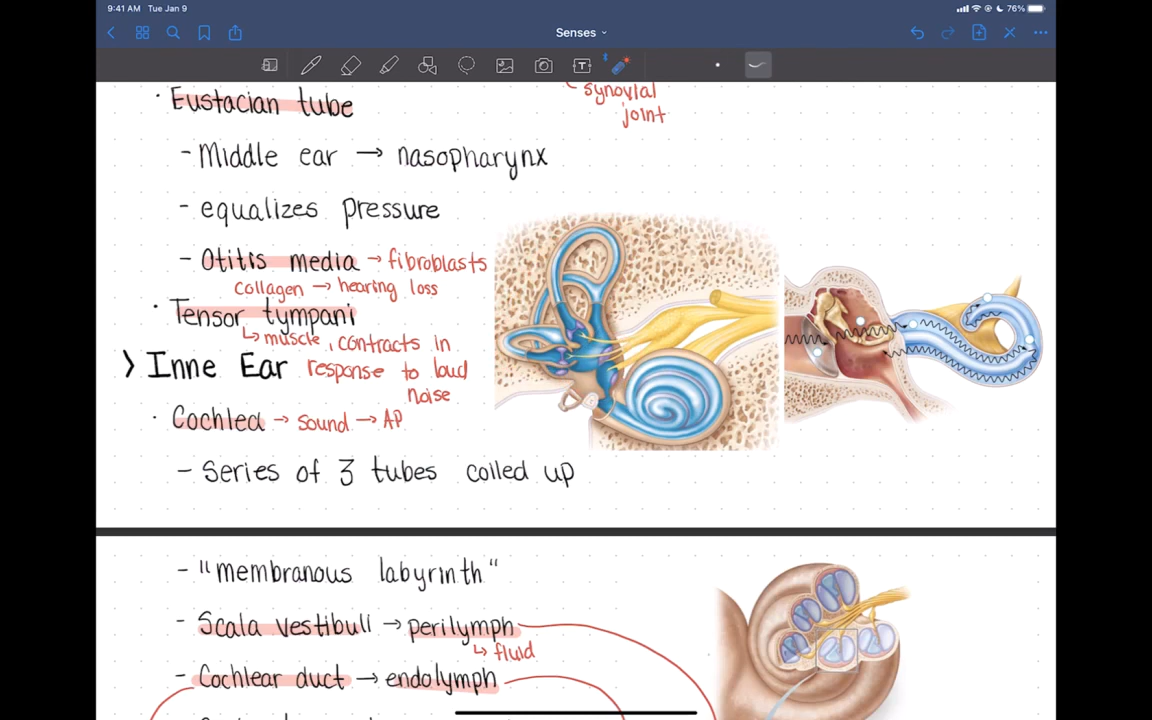 9:41 AM Tue Jan 9
76%
Senses
synovial
joint
· Eustacian tube
- Middle ear → nasopharynx
- equalizes pressure
- Otitis media → fibroblasts
collagen → hearing loss
· Tensor tympani
↳ muscle, contracts in
> Inne Ear response to loud
noise
· Cochlea → sound → AP
- Series of 3 tubes coiled up
- "membranous labyrinth"
- Scala vestibuli → perilymph
↳ fluid
- Cochlear duct → endolymph